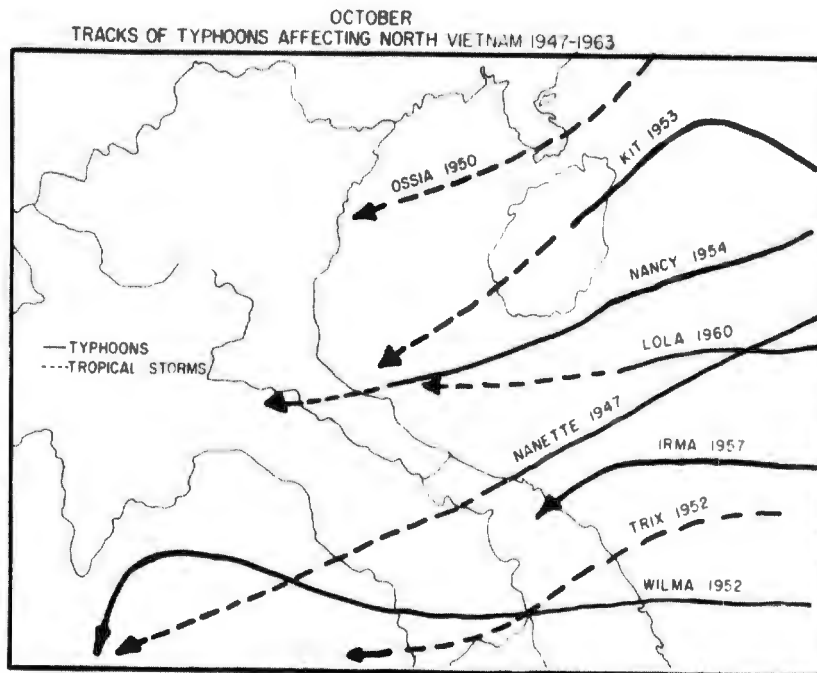 OCTOBER
TRACKS OF TYPHOONS AFFECTING NORTH VIETNAM 1947-1963
KIT 1953
OSSIA 1950
NANCY 1954
LOLA 1960
TYPHOONS
TROPICAL STORMS
NANETTE 1947
IRMA 1957
TRIX 1952
WILMA 1952